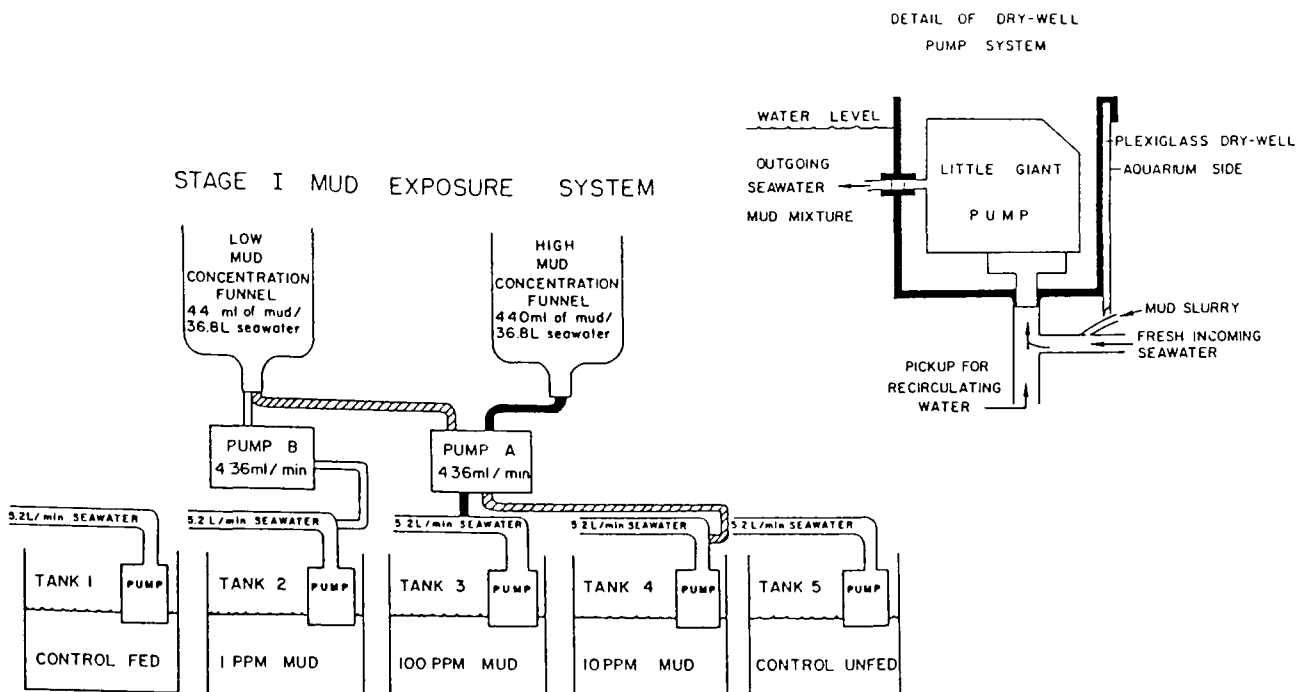 DETAIL OF DRY-WELL
PUMP SYSTEM
WATER LEVEL
OUTGOING
SEAWATER
MUD MIXTURE
LITTLE GIANT
PUMP
PLEXIGLASS DRY-WELL
AQUARIUM SIDE
MUD SLURRY
FRESH INCOMING
SEAWATER
PICKUP FOR
RECIRCULATING
WATER
STAGE I MUD EXPOSURE SYSTEM
LOW
MUD
CONCENTRATION
FUNNEL
44 ml of mud/
36.8L seawater
HIGH
MUD
CONCENTRATION
FUNNEL
440ml of mud/
36.8L seawater
PUMP B
4 36ml/ min
PUMP A
436ml/ min
5.2L/min SEAWATER
5.2L/min SEAWATER
5.2L/min SEAWATER
5.2L/min SEAWATER
5.2L/min SEAWATER
TANK 1
PUMP
CONTROL FED
TANK 2
PUMP
1 PPM MUD
TANK 3
PUMP
100 PPM MUD
TANK 4
PUMP
10 PPM MUD
TANK 5
PUMP
CONTROL UNFED